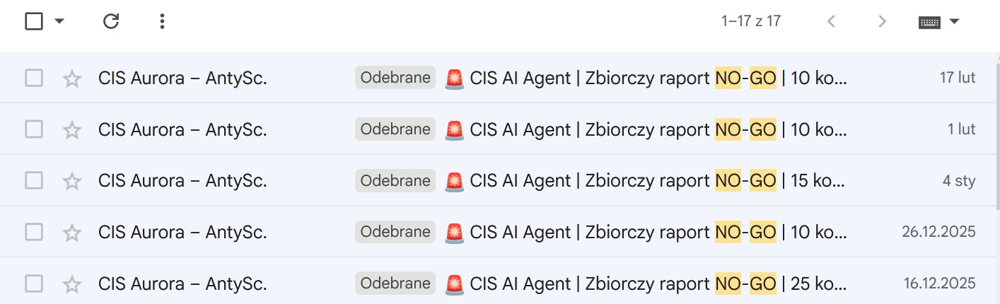 1–17 z 17
CIS Aurora – AntySc. Odebrane 🚨 CIS AI Agent | Zbiorczy raport NO-GO | 10 ko... 17 lut
CIS Aurora – AntySc. Odebrane 🚨 CIS AI Agent | Zbiorczy raport NO-GO | 10 ko... 1 lut
CIS Aurora – AntySc. Odebrane 🚨 CIS AI Agent | Zbiorczy raport NO-GO | 15 ko... 4 sty
CIS Aurora – AntySc. Odebrane 🚨 CIS AI Agent | Zbiorczy raport NO-GO | 10 ko... 26.12.2025
CIS Aurora – AntySc. Odebrane 🚨 CIS AI Agent | Zbiorczy raport NO-GO | 25 ko... 16.12.2025